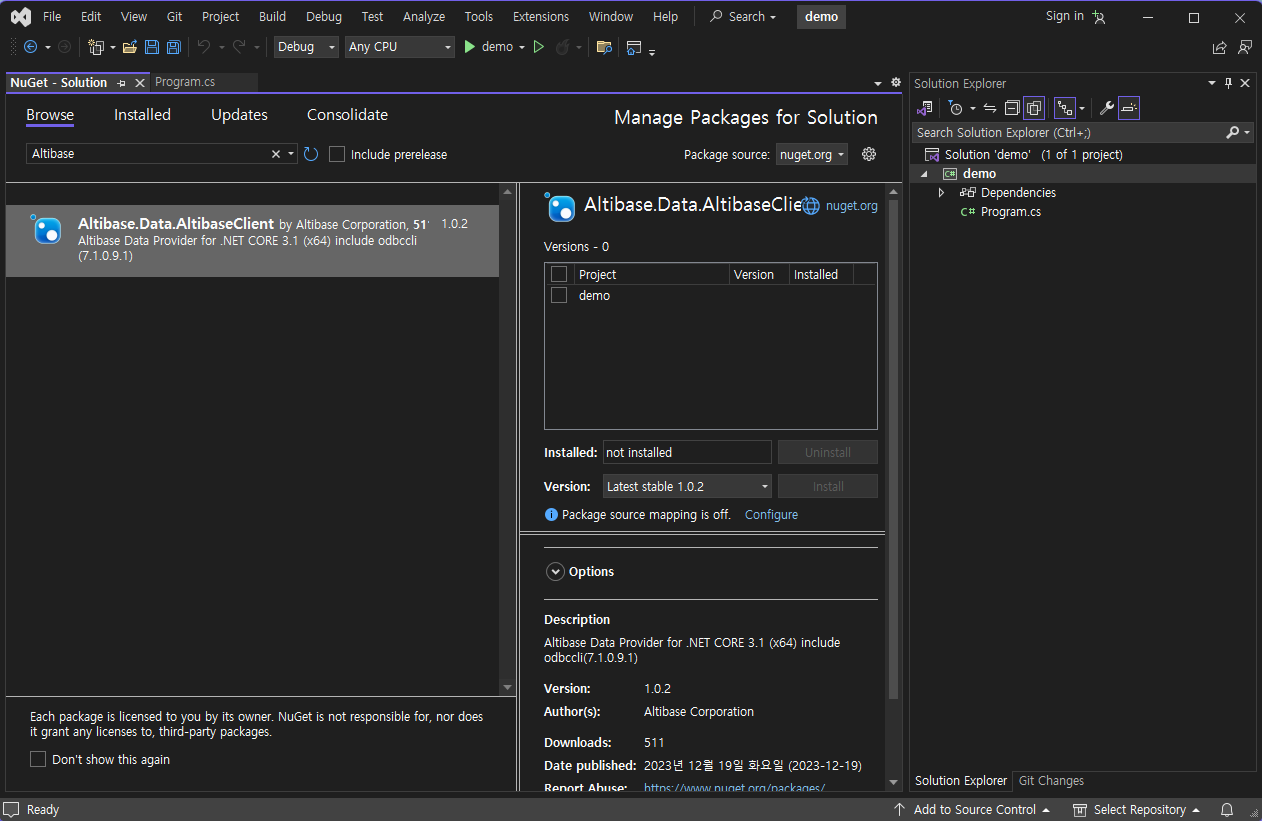 File Edit View Git Project Build Debug Test Analyze Tools Extensions Window Help Search demo Sign in
Debug Any CPU demo
NuGet - Solution Program.cs
Browse Installed Updates Consolidate
Manage Packages for Solution
Altibase Include prerelease
Package source: nuget.org
Altibase.Data.AltibaseClient by Altibase Corporation, 511 1.0.2
Altibase Data Provider for .NET CORE 3.1 (x64) include odbccli
(7.1.0.9.1)
Each package is licensed to you by its owner. NuGet is not responsible for, nor does
it grant any licenses to, third-party packages.
Don't show this again
Altibase.Data.AltibaseClie nuget.org
Versions - 0
Project Version Installed
demo
Installed: not installed Uninstall
Version: Latest stable 1.0.2 Install
Package source mapping is off. Configure
Options
Description
Altibase Data Provider for .NET CORE 3.1 (x64) include
odbccli(7.1.0.9.1)
Version: 1.0.2
Author(s): Altibase Corporation
Downloads: 511
Date published: 2023년 12월 19일 화요일 (2023-12-19)
Report Abuse: https://www.nuget.org/packages/
Solution Explorer
Search Solution Explorer (Ctrl+;)
Solution 'demo' (1 of 1 project)
C# demo
Dependencies
C# Program.cs
Solution Explorer Git Changes
Ready Add to Source Control Select Repository